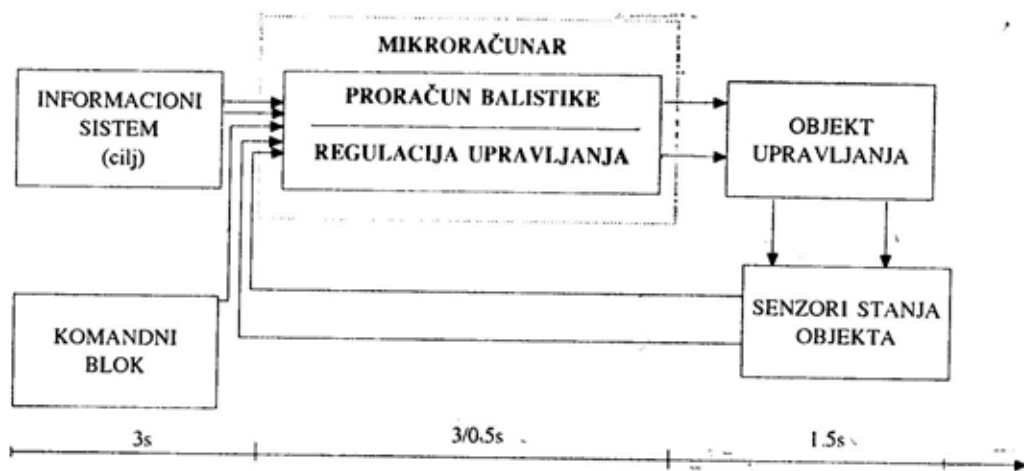 MIKRORAČUNAR
INFORMACIONI
SISTEM
(cilj)
PRORAČUN BALISTIKE
REGULACIJA UPRAVLJANJA
OBJEKT
UPRAVLJANJA
KOMANDNI
BLOK
SENZORI STANJA
OBJEKTA
3s
3/0.5s
1.5s